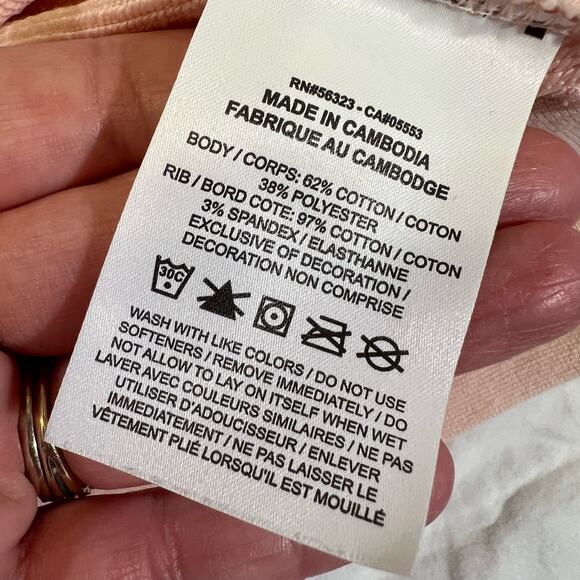 RN#56323 - CA#05553
MADE IN CAMBODIA
FABRIQUE AU CAMBODGE
BODY / CORPS: 62% COTTON / COTON
38% POLYESTER
RIB / BORD COTE: 97% COTTON / COTON
3% SPANDEX / ELASTHANNE
EXCLUSIVE OF DECORATION /
DECORATION NON COMPRISE
30C
WASH WITH LIKE COLORS / DO NOT USE
SOFTENERS / REMOVE IMMEDIATELY / DO
NOT ALLOW TO LAY ON ITSELF WHEN WET
LAVER AVEC COULEURS SIMILAIRES / NE PAS
UTILISER D'ADOUCISSEUR / ENLEVER
IMMÉDIATEMENT / NE PAS LAISSER LE
VÊTEMENT PLIÉ LORSQU'IL EST MOUILLÉ